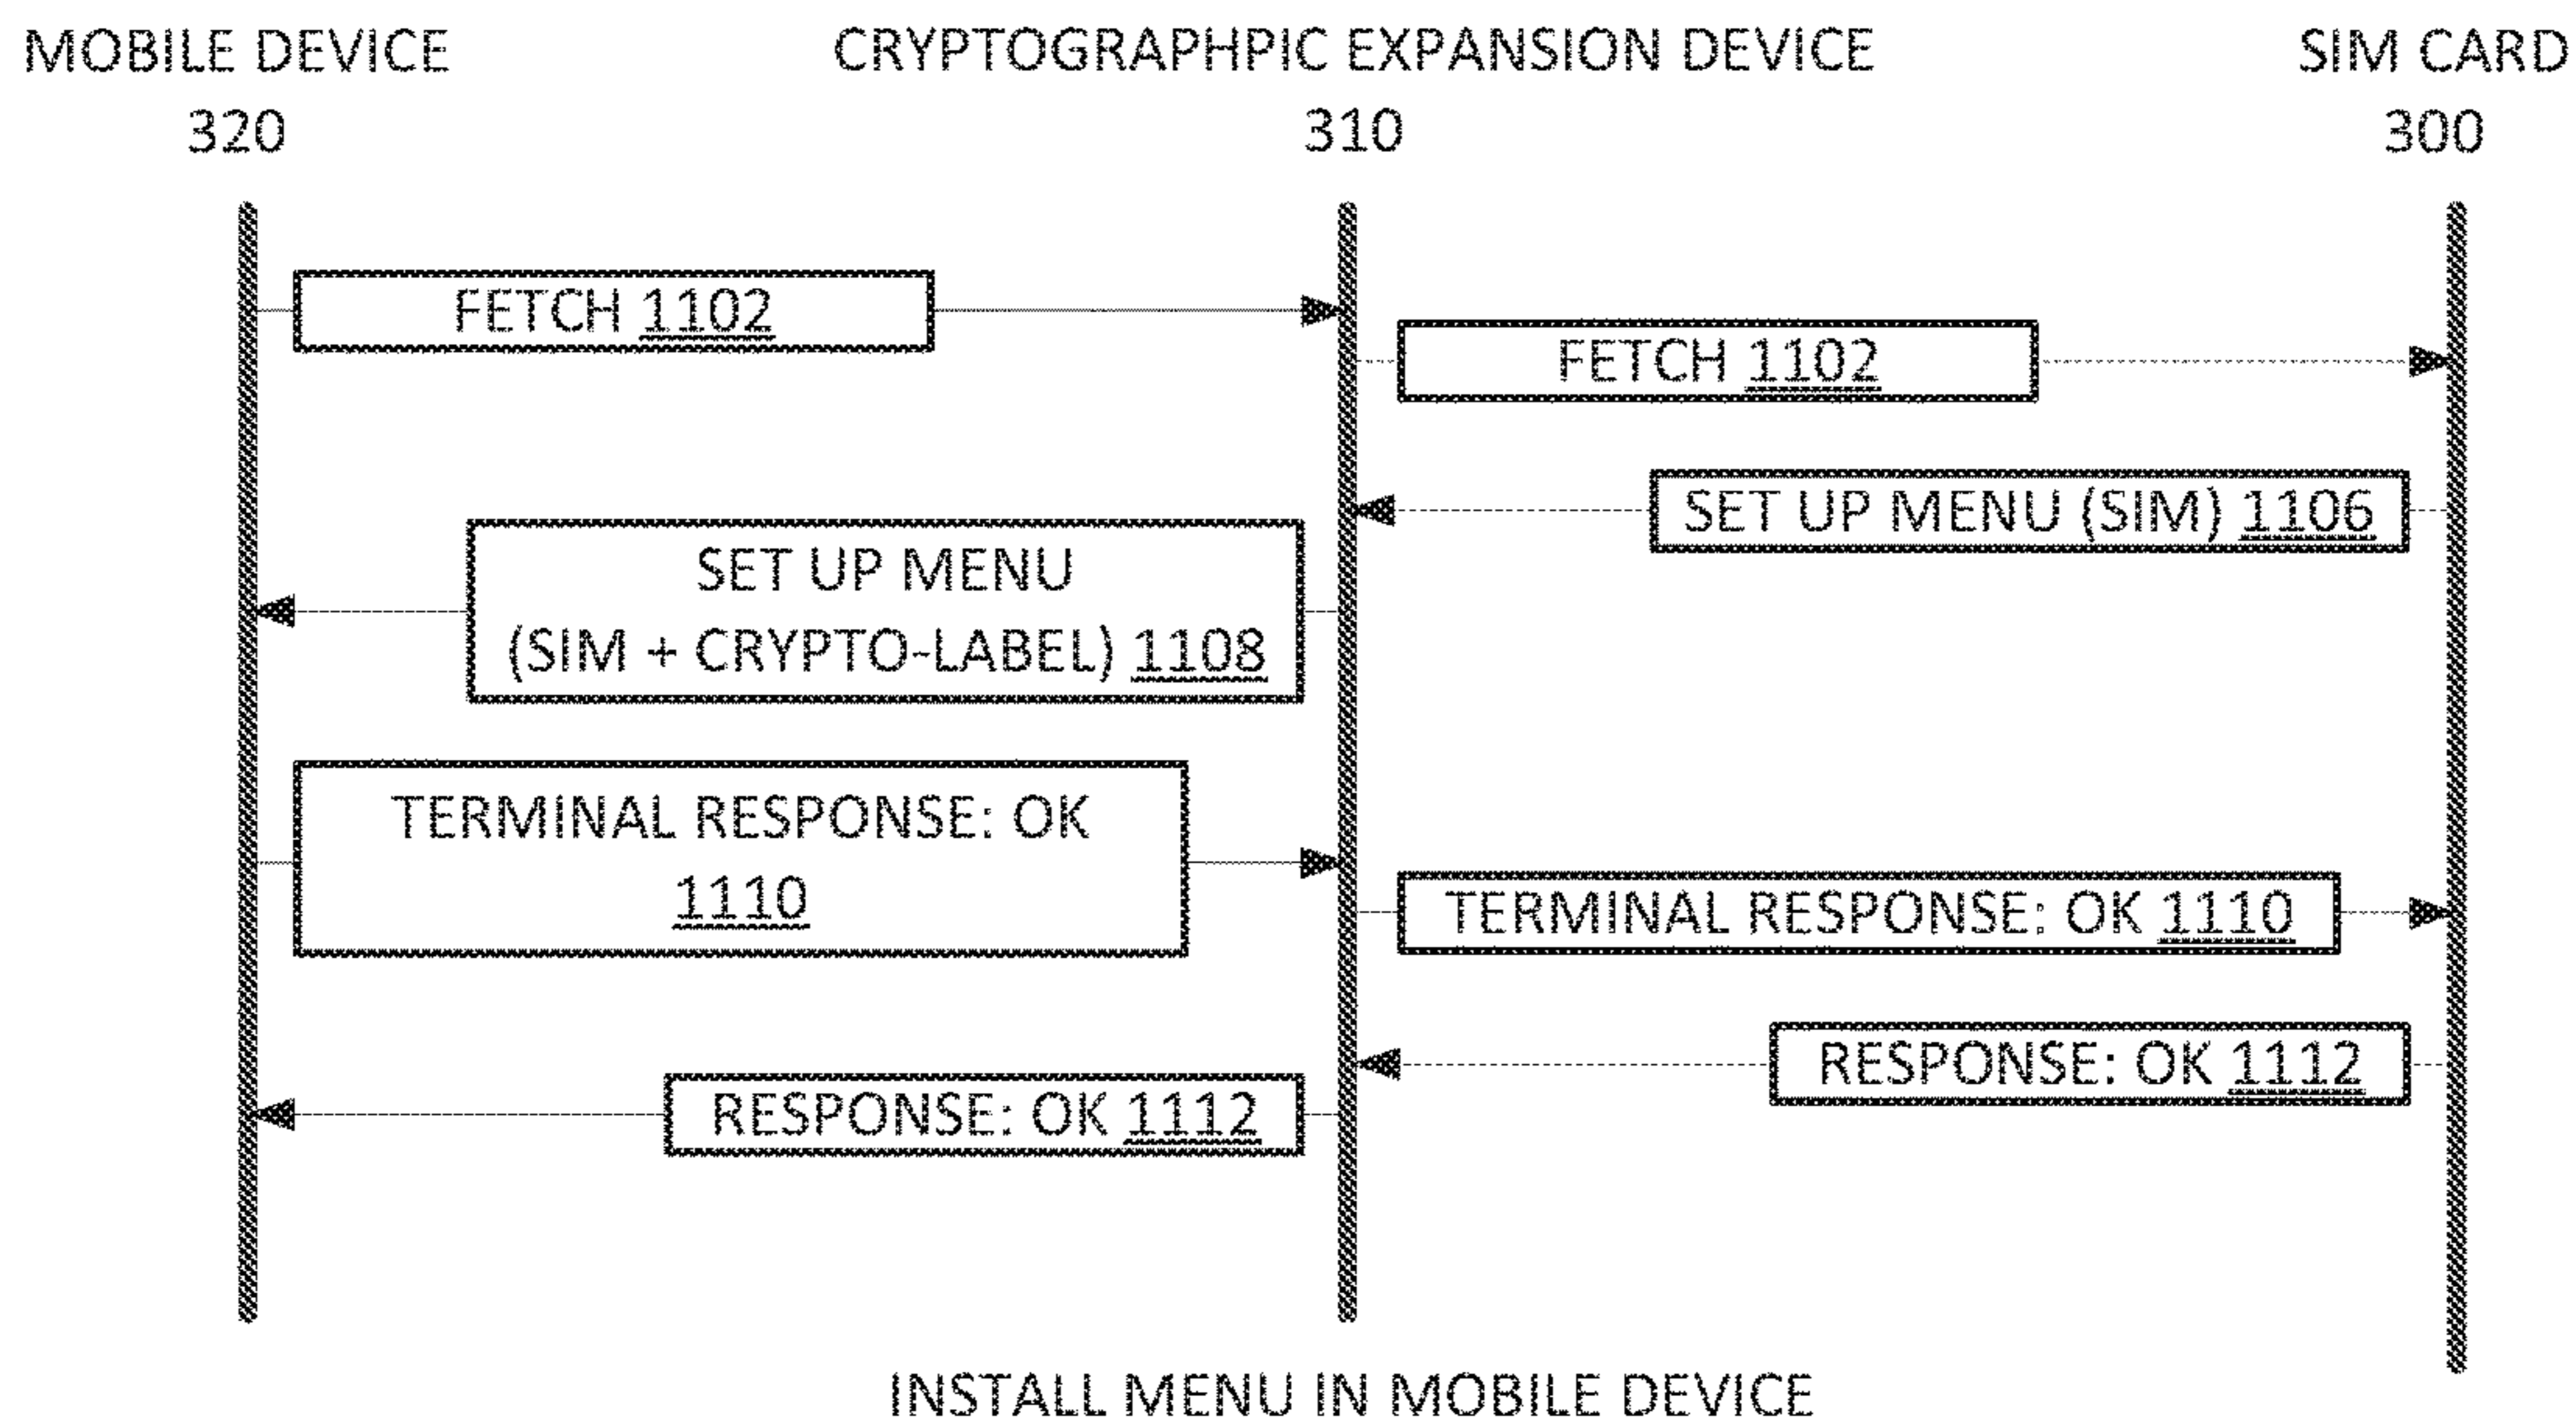 MOBILE DEVICE
320
CRYPTOGRAPHPIC EXPANSION DEVICE
310
SIM CARD
300
FETCH 1102
FETCH 1102
SET UP MENU (SIM) 1106
SET UP MENU
(SIM + CRYPTO-LABEL) 1108
TERMINAL RESPONSE: OK
1110
TERMINAL RESPONSE: OK 1110
RESPONSE: OK 1112
RESPONSE: OK 1112
INSTALL MENU IN MOBILE DEVICE